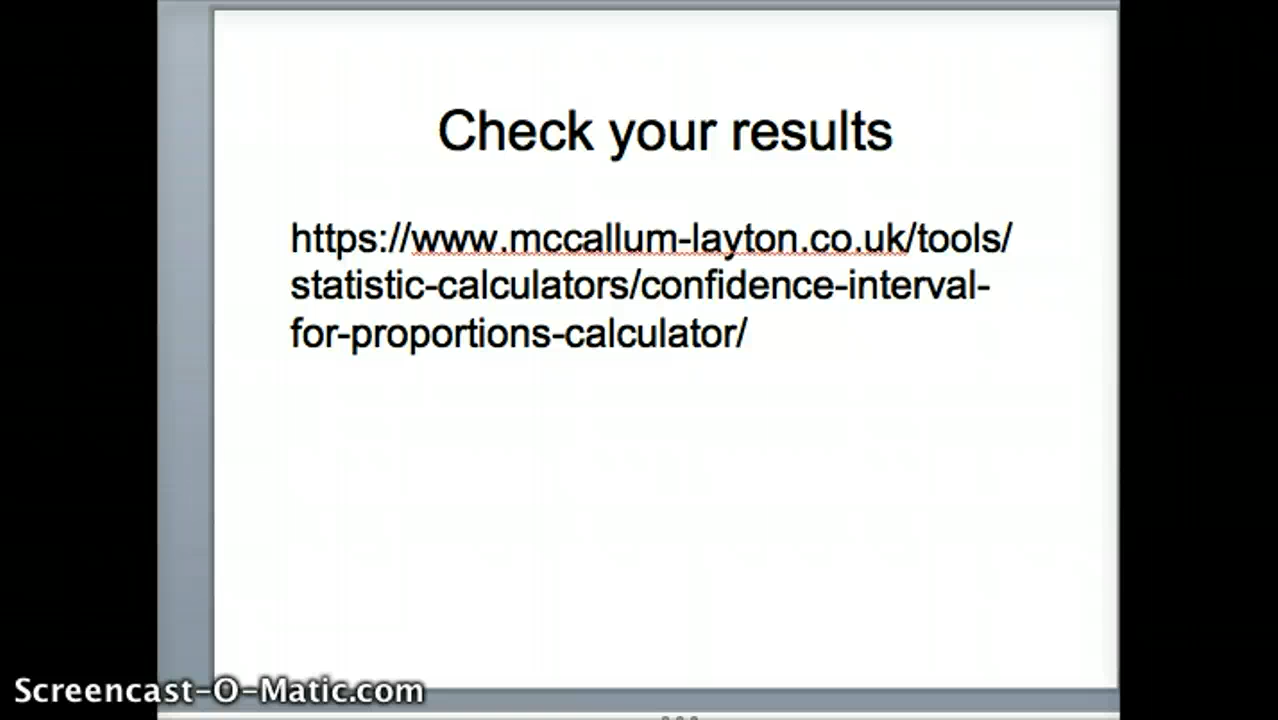 Check your results
https://www.mccallum-layton.co.uk/tools/
statistic-calculators/confidence-interval-
for-proportions-calculator/
Screencast-O-Matic.com